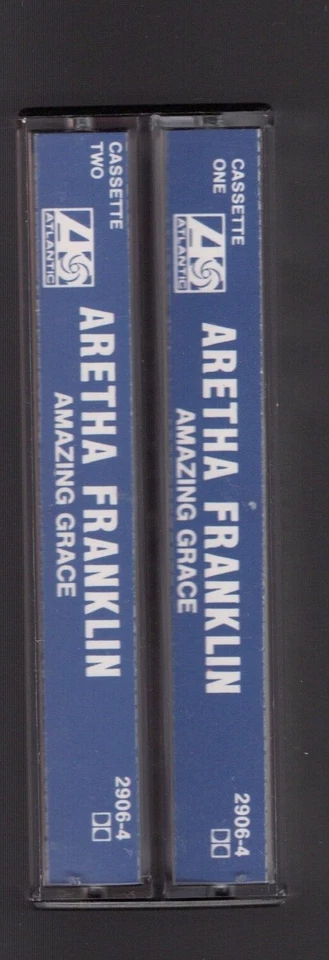 CASSETTE
ONE
ATLANTIC
ARETHA FRANKLIN
AMAZING GRACE
2906-4
CASSETTE
TWO
ATLANTIC
ARETHA FRANKLIN
AMAZING GRACE
2906-4